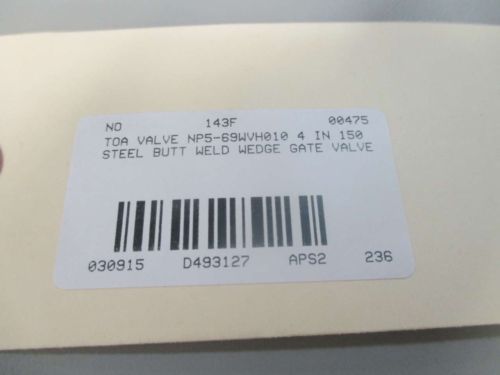 NO 143F 00475
TOA VALVE NP5-69WVH010 4 IN 150
STEEL BUTT WELD WEDGE GATE VALVE
030915 D493127 APS2 236